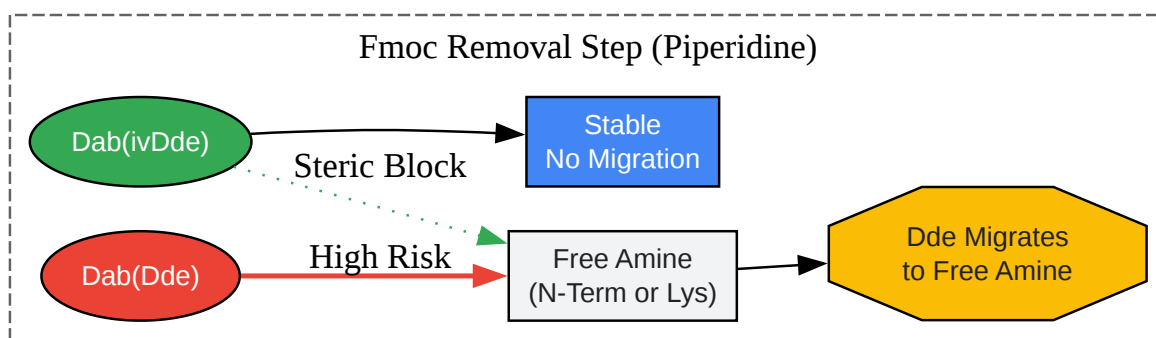 Fmoc Removal Step (Piperidine)
Dab(ivDde)
Stable
No Migration
Steric Block
Dab(Dde)
High Risk
Free Amine
(N-Term or Lys)
Dde Migrates
to Free Amine